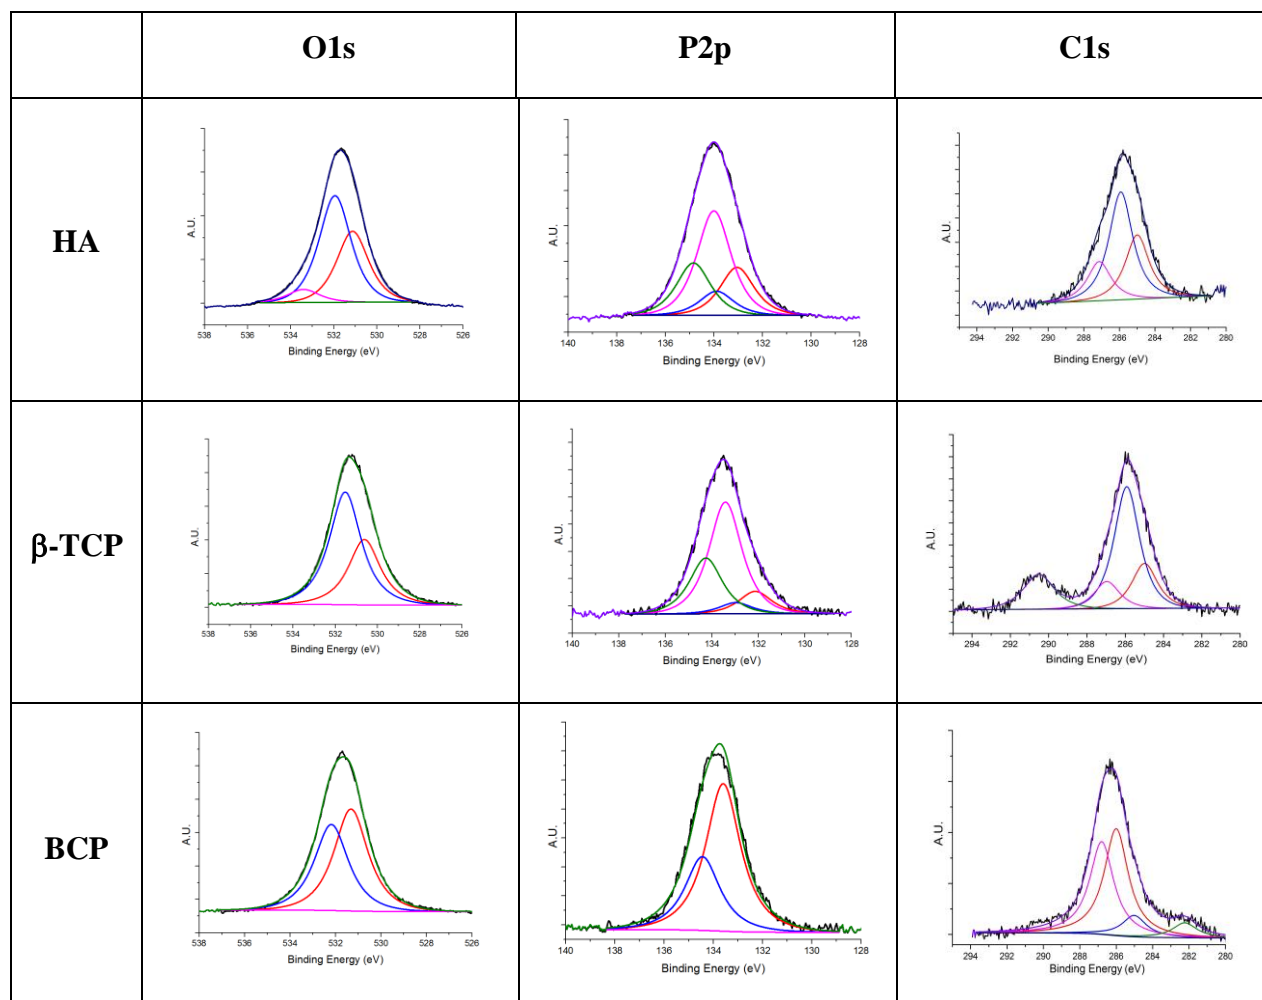 O1s P2p C1s
HA
A.U.
538 536 534 532 530 528 526
Binding Energy (eV)
A.U.
140 138 136 134 132 130 128
Binding Energy (eV)
A.U.
294 292 290 288 286 284 282 280
Binding Energy (eV)
β-TCP
A.U.
538 536 534 532 530 528 526
Binding Energy (eV)
A.U.
140 138 136 134 132 130 128
Binding Energy (eV)
A.U.
294 292 290 288 286 284 282 280
Binding Energy (eV)
BCP
A.U.
538 536 534 532 530 528 526
Binding Energy (eV)
A.U.
140 138 136 134 132 130 128
Binding Energy (eV)
A.U.
294 292 290 288 286 284 282 280
Binding Energy (eV)